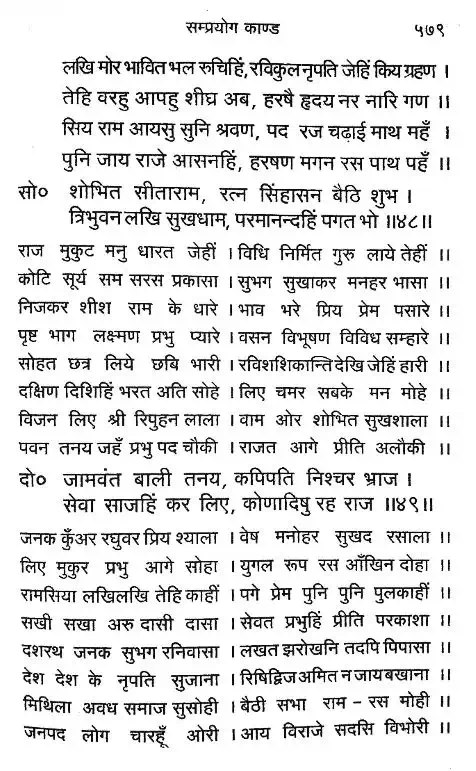 सम्प्रयोग काण्ड ५७९
लखि मोर भावित भल रुचिहिं, रविकुल नृपति जेहिं किय ग्रहण ।
तेहि वरहु आपहु शीघ्र अब, हरषै हृदय नर नारि गण ॥
सिय राम आयसु सुनि श्रवण, पद रज चढ़ाई माथ महँ ।
पुनि जाय राजे आसनहिं, हरषण मगन रस पाथ पहँ ॥
सो० शोभित सीताराम, रत्न सिंहासन बैठि शुभ ।
त्रिभुवन लखि सुखधाम, परमानन्दहिं पगत भो ॥४८॥
राज मुकुट मनु धारत जेहीं । विधि निर्मित गुरु लाये तेहीं ॥
कोटि सूर्य सम सरस प्रकासा । सुभग सुखाकर मनहर भासा ॥
निजकर शीश राम के धारे । भाव भरे प्रिय प्रेम पसारे ॥
पृष्ट भाग लक्ष्मण प्रभु प्यारे । वसन विभूषण विविध सम्हारे ॥
सोहत छत्र लिये छबि भारी । रविशशिकान्ति देखि जेहिं हारी ॥
दक्षिण दिशिहिं भरत अति सोहे । लिए चमर सबके मन मोहे ॥
विजन लिए श्री रिपुहन लाला । वाम ओर शोभित सुखशाला ॥
पवन तनय जहँ प्रभु पद चौकी । राजत आगे प्रीति अलौकी ॥
दो० जामवंत बाली तनय, कपिपति निश्चर भ्राज ।
सेवा साजहिं कर लिए, कोणादिषु रह राज ॥४९॥
जनक कुँअर रघुवर प्रिय श्याला । वेष मनोहर सुखद रसाला ॥
लिए मुकुर प्रभु आगे सोहा । युगल रूप रस आँखिन दोहा ॥
रामसिया लखिलखि तेहि काहीं । पगे प्रेम पुनि पुनि पुलकाहीं ॥
सखी सखा अरु दासी दासा । सेवत प्रभुहिं प्रीति परकाशा ॥
दशरथ जनक सुभग रनिवासा । लखत झरोखनि तदपि पिपासा ॥
देश देश के नृपति सुजाना । रिषिद्विज अमित न जाय बखाना ॥
मिथिला अवध समाज सुसोही । बैठी सभा राम - रस मोही ॥
जनपद लोग चारहूँ ओरी । आय विराजे सदसि विभोरी ॥